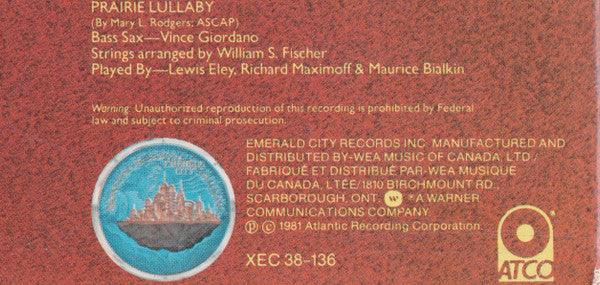 PRAIRIE LULLABY
(By Mary L. Rodgers; ASCAP)
Bass Sax—Vince Giordano
Strings arranged by William S. Fischer
Played By—Lewis Eley, Richard Maximoff & Maurice Bialkin
Warning: Unauthorized reproduction of this recording is prohibited by Federal
law and subject to criminal prosecution.
EMERALD CITY
EMERALD CITY RECORDS INC. MANUFACTURED AND
DISTRIBUTED BY-WEA MUSIC OF CANADA, LTD./
FABRIQUÉ ET DISTRIBUÉ PAR-WEA MUSIQUE
DU CANADA, LTÉE/1810 BIRCHMOUNT RD.,
SCARBOROUGH, ONT. W *A WARNER
COMMUNICATIONS COMPANY
℗ © 1981 Atlantic Recording Corporation.
XEC 38-136
ATCO